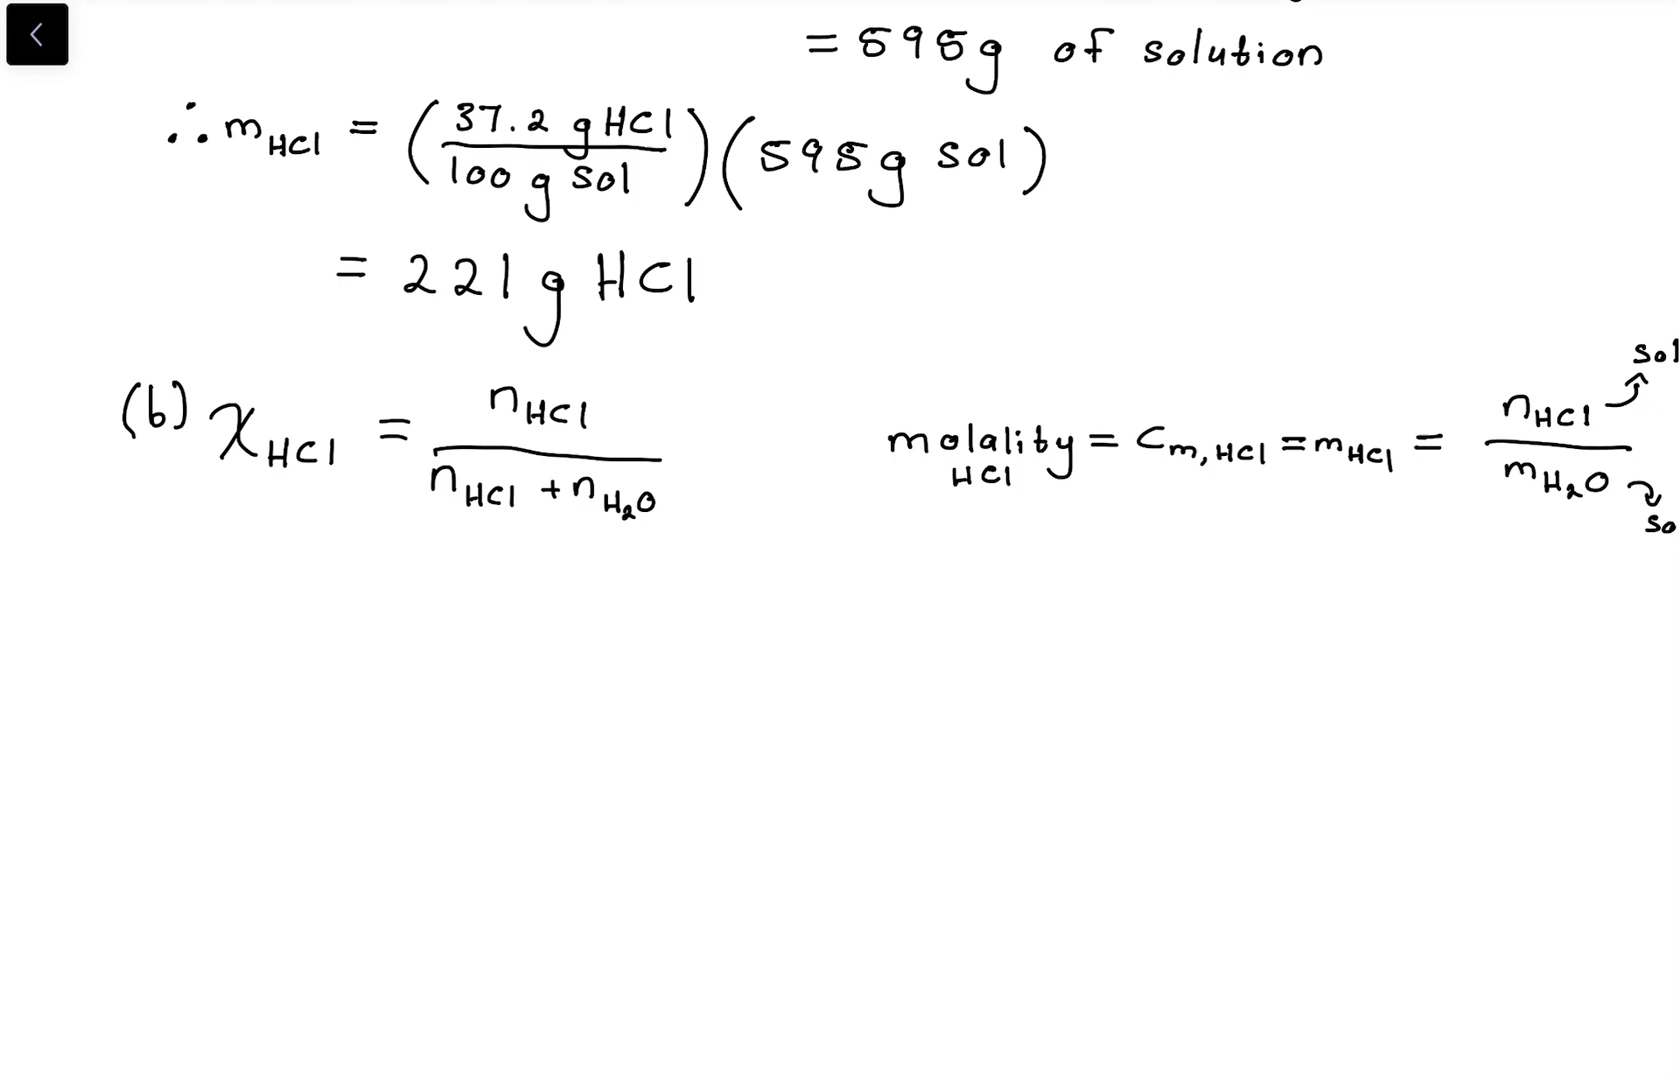 = 595g of solution
∴ m_HCl = (37.2 g HCl / 100 g sol)(595g sol)
= 221 g HCl
sol
(b) χ_HCl = n_HCl / (n_HCl + n_H₂O)
molality_HCl = C_m,HCl = m_HCl = n_HCl / m_H₂O
so